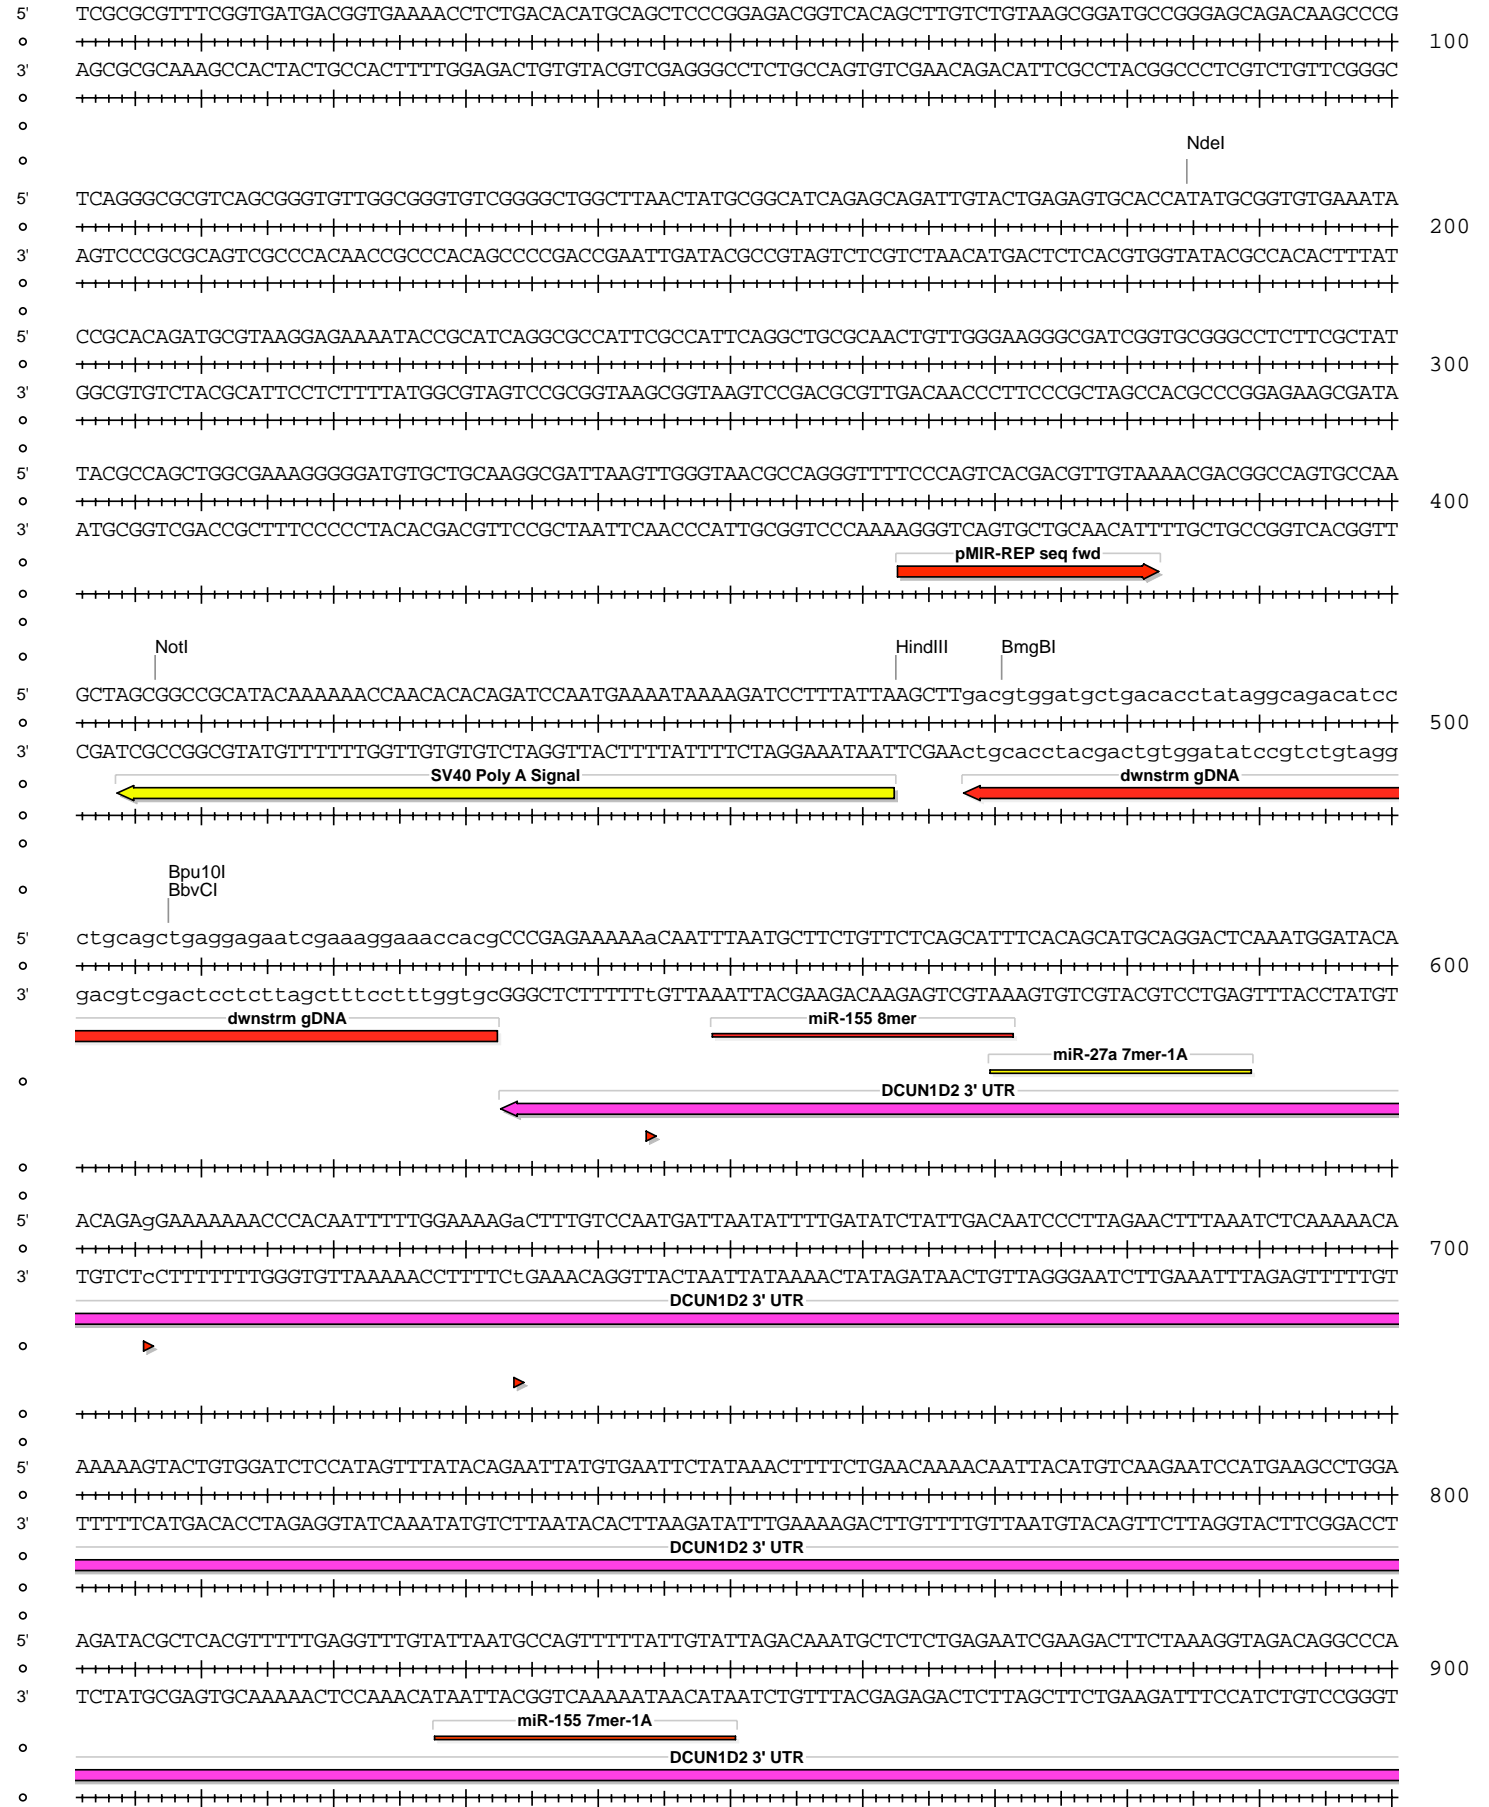 5' TCGCGCGTTTCGGTGATGACGGTGAAAACCTCTGACACATGCAGCTCCCGGAGACGGTCACAGCTTGTCTGTAAGCGGATGCCGGGAGCAGACAAGCCCG
100
3' AGCGCGCAAAGCCACTACTGCCACTTTTGGAGACTGTGTACGTCGAGGGCCTCTGCCAGTGTCGAACAGACATTCGCCTACGGCCCTCGTCTGTTCGGGC
NdeI
5' TCAGGGCGCGTCAGCGGGTGTTGGCGGGTGTCGGGGCTGGCTTAACTATGCGGCATCAGAGCAGATTGTACTGAGAGTGCACCATATGCGGTGTGAAATA
200
3' AGTCCCGCGCAGTCGCCCACAACCGCCCACAGCCCCGACCGAATTGATACGCCGTAGTCTCGTCTAACATGACTCTCACGTGGTATACGCCACACTTTAT
5' CCGCACAGATGCGTAAGGAGAAAATACCGCATCAGGCGCCATTCGCCATTCAGGCTGCGCAACTGTTGGGAAGGGCGATCGGTGCGGGCCTCTTCGCTAT
300
3' GGCGTGTCTACGCATTCCTCTTTTATGGCGTAGTCCGCGGTAAGCGGTAAGTCCGACGCGTTGACAACCCTTCCCGCTAGCCACGCCCGGAGAAGCGATA
5' TACGCCAGCTGGCGAAAGGGGGATGTGCTGCAAGGCGATTAAGTTGGGTAACGCCAGGGTTTTCCCAGTCACGACGTTGTAAAACGACGGCCAGTGCCAA
400
3' ATGCGGTCGACCGCTTTCCCCCTACACGACGTTCCGCTAATTCAACCCATTGCGGTCCCAAAAGGGTCAGTGCTGCAACATTTTGCTGCCGGTCACGGTT
pMIR-REP seq fwd
NotI HindIII BmgBI
5' GCTAGCGGCCGCATACAAAAAACCAACACACAGATCCAATGAAAATAAAAGATCCTTTATTAAGCTTgacgtggatgctgacacctataggcagacatcc
500
3' CGATCGCCGGCGTATGTTTTTTGGTTGTGTGTCTAGGTTACTTTTATTTTCTAGGAAATAATTCGAActgcacctacgactgtggatatccgtctgtagg
SV40 Poly A Signal dwnstrm gDNA
Bpu10I
BbvCI
5' ctgcagctgaggagaatcgaaaggaaaccacgCCCGAGAAAAAaCAATTTAATGCTTCTGTTCTCAGCATTTCACAGCATGCAGGACTCAAATGGATACA
600
3' gacgtcgactcctcttagctttcctttggtgcGGGCTCTTTTTtGTTAAATTACGAAGACAAGAGTCGTAAAGTGTCGTACGTCCTGAGTTTACCTATGT
dwnstrm gDNA miR-155 8mer
miR-27a 7mer-1A
DCUN1D2 3' UTR
5' ACAGAgGAAAAAAACCCACAATTTTTGGAAAAGaCTTTGTCCAATGATTAATATTTTGATATCTATTGACAATCCCTTAGAACTTTAAATCTCAAAAACA
700
3' TGTCTcCTTTTTTTGGGTGTTAAAAACCTTTTCtGAAACAGGTTACTAATTATAAAACTATAGATAACTGTTAGGGAATCTTGAAATTTAGAGTTTTTGT
DCUN1D2 3' UTR
5' AAAAAGTACTGTGGATCTCCATAGTTTATACAGAATTATGTGAATTCTATAAACTTTTCTGAACAAAACAATTACATGTCAAGAATCCATGAAGCCTGGA
800
3' TTTTTCATGACACCTAGAGGTATCAAATATGTCTTAATACACTTAAGATATTTGAAAAGACTTGTTTTGTTAATGTACAGTTCTTAGGTACTTCGGACCT
DCUN1D2 3' UTR
5' AGATACGCTCACGTTTTTGAGGTTTGTATTAATGCCAGTTTTTATTGTATTAGACAAATGCTCTCTGAGAATCGAAGACTTCTAAAGGTAGACAGGCCCA
900
3' TCTATGCGAGTGCAAAAACTCCAAACATAATTACGGTCAAAAATAACATAATCTGTTTACGAGAGACTCTTAGCTTCTGAAGATTTCCATCTGTCCGGGT
miR-155 7mer-1A
DCUN1D2 3' UTR